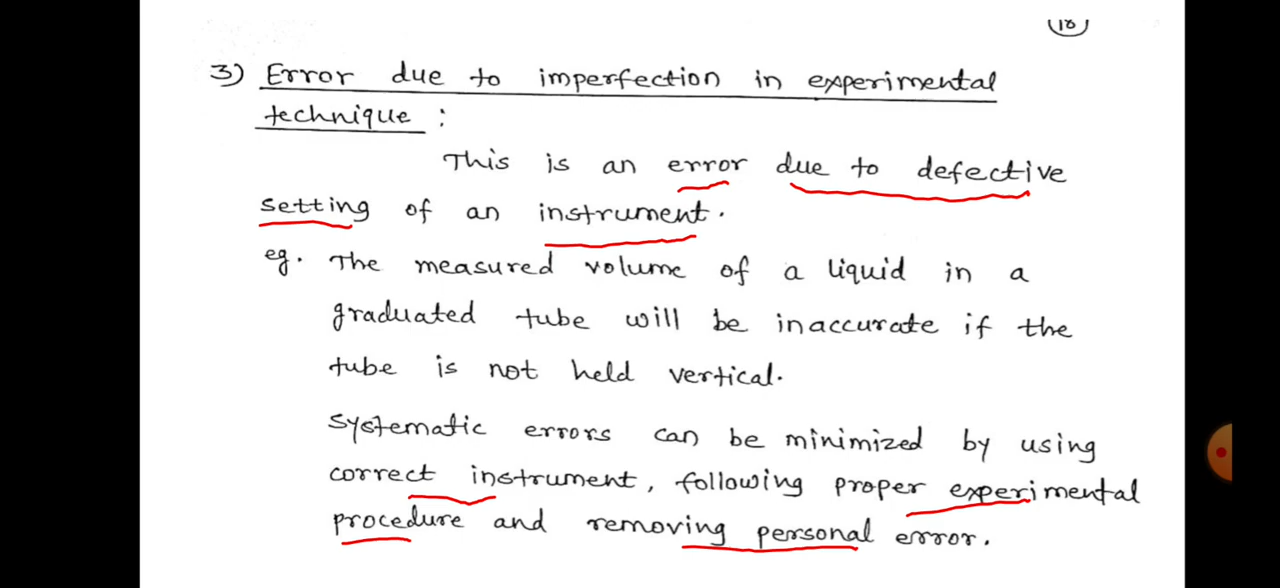 18
3) Error due to imperfection in experimental
technique :
This is an error due to defective
setting of an instrument.
eg. The measured volume of a liquid in a
graduated tube will be inaccurate if the
tube is not held vertical.
Systematic errors can be minimized by using
correct instrument, following proper experimental
procedure and removing personal error.